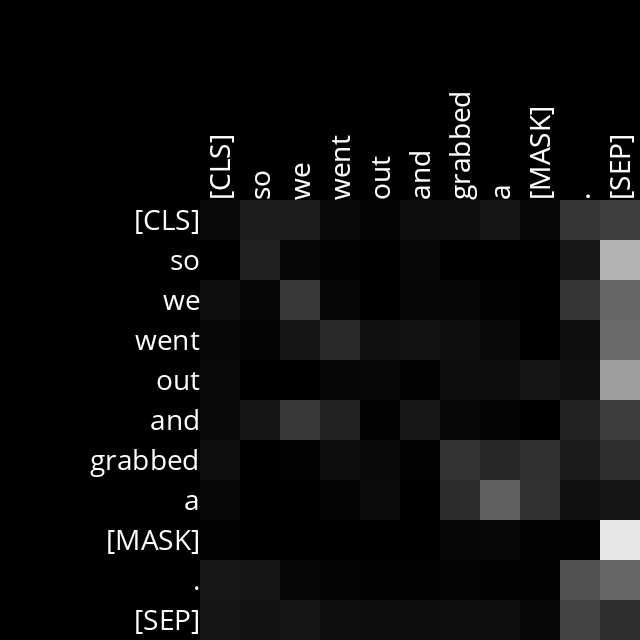 [CLS] so we went out and grabbed a [MASK] . [SEP]
[CLS]
so
we
went
out
and
grabbed
a
[MASK]
.
[SEP]